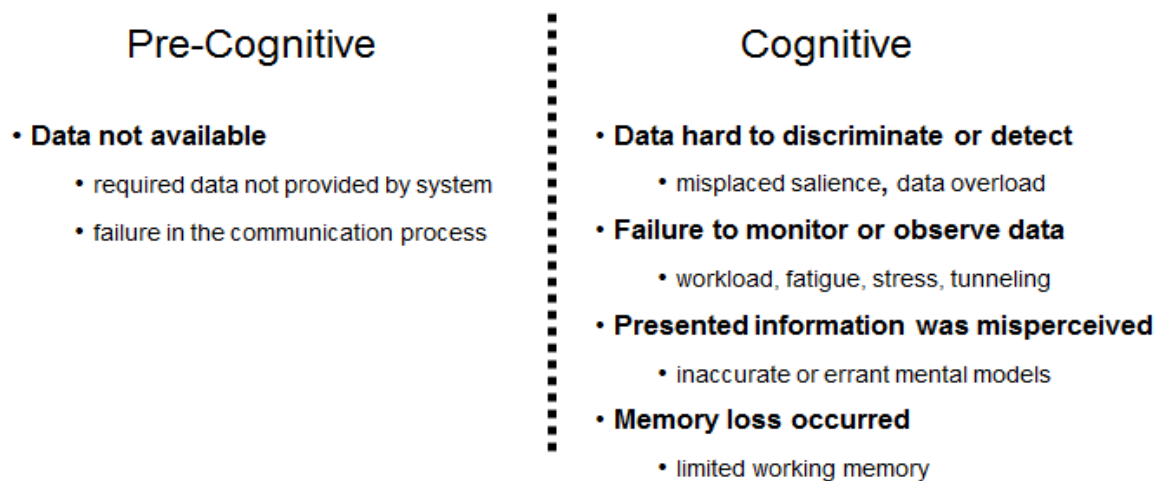 Pre-Cognitive
• Data not available
• required data not provided by system
• failure in the communication process
Cognitive
• Data hard to discriminate or detect
• misplaced salience, data overload
• Failure to monitor or observe data
• workload, fatigue, stress, tunneling
• Presented information was misperceived
• inaccurate or errant mental models
• Memory loss occurred
• limited working memory